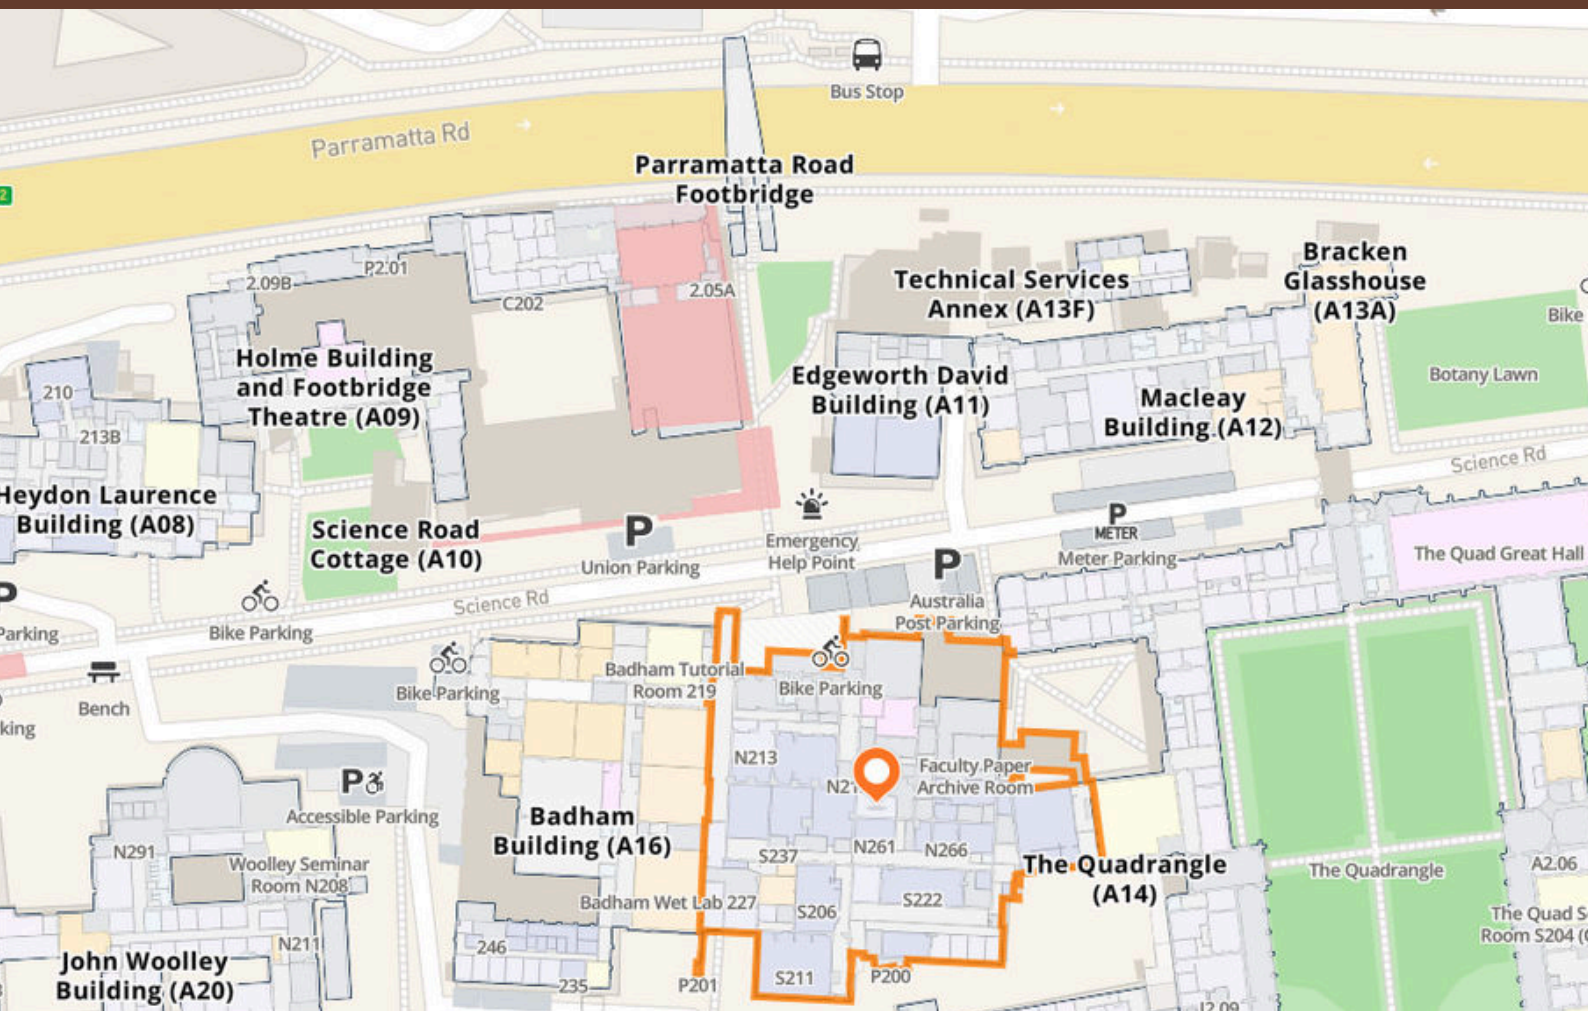 Bus Stop
Parramatta Rd
Parramatta Road
Footbridge
2
P2.01
2.09B
2.05A
C202
Technical Services
Annex (A13F)
Bracken
Glasshouse
(A13A)
Bike
Botany Lawn
Holme Building
and Footbridge
Theatre (A09)
210
213B
Edgeworth David
Building (A11)
Macleay
Building (A12)
Science Rd
Heydon Laurence
Building (A08)
Science Road
Cottage (A10)
P
Union Parking
Emergency
Help Point
P
METER
Meter Parking
The Quad Great Hall
P
Parking
Bike Parking
Science Rd
P
Australia
Post Parking
Bench
king
Bike Parking
Badham Tutorial
Room 219
Bike Parking
N213
N21
Faculty Paper
Archive Room
P
Accessible Parking
Badham
Building (A16)
N291
Woolley Seminar
Room N208
S237
N261
N266
The Quadrangle
(A14)
The Quadrangle
A2.06
Badham Wet Lab 227
S206
S222
The Quad S
Room S204 (
N211
246
235
John Woolley
Building (A20)
P201
S211
P200
J2.09